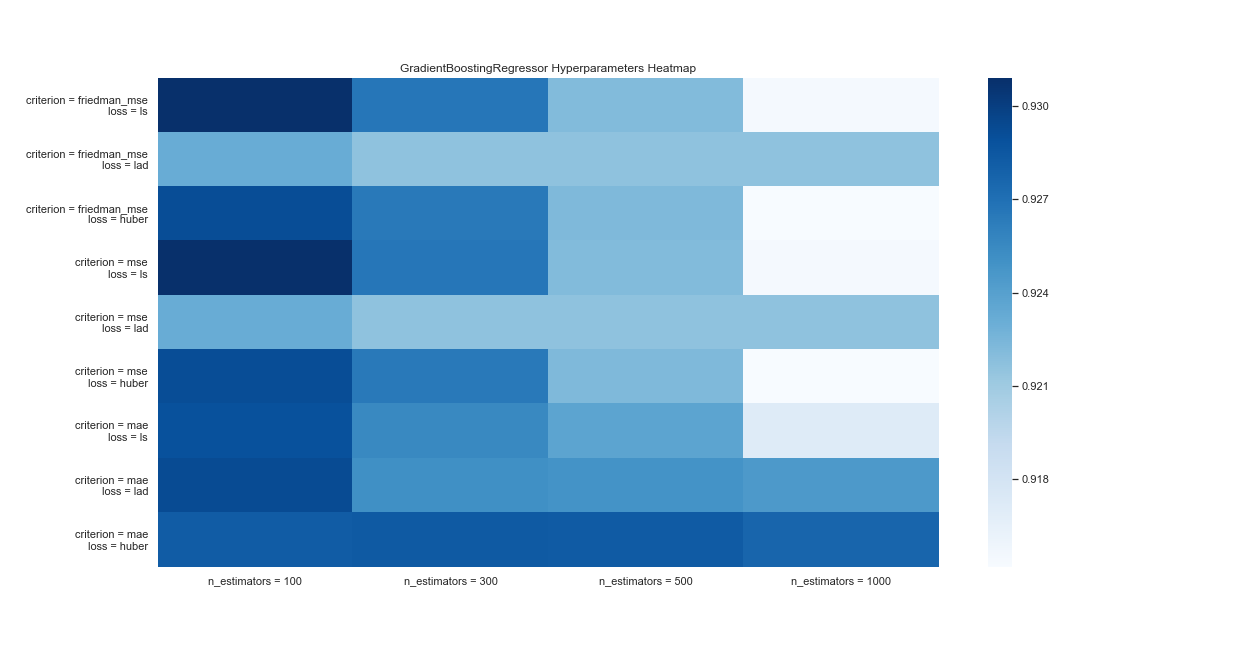 GradientBoostingRegressor Hyperparameters Heatmap
criterion = friedman_mse
loss = ls
criterion = friedman_mse
loss = lad
criterion = friedman_mse
loss = huber
criterion = mse
loss = ls
criterion = mse
loss = lad
criterion = mse
loss = huber
criterion = mae
loss = ls
criterion = mae
loss = lad
criterion = mae
loss = huber
n_estimators = 100
n_estimators = 300
n_estimators = 500
n_estimators = 1000
0.930
0.927
0.924
0.921
0.918